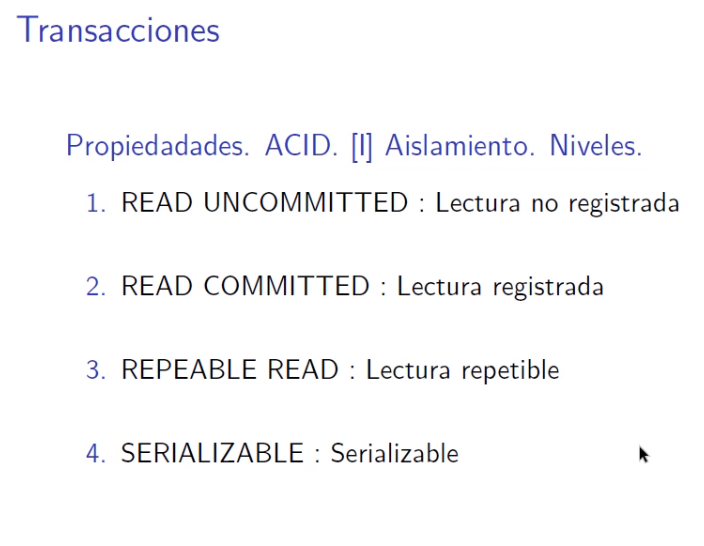 Transacciones
Propiedadades. ACID. [I] Aislamiento. Niveles.
1. READ UNCOMMITTED : Lectura no registrada
2. READ COMMITTED : Lectura registrada
3. REPEABLE READ : Lectura repetible
4. SERIALIZABLE : Serializable